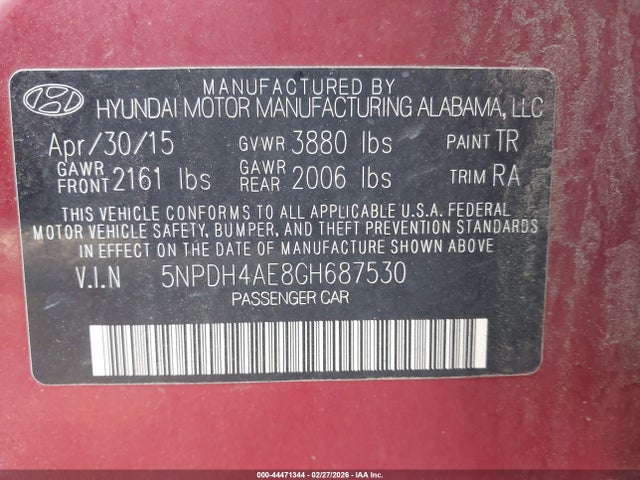 MANUFACTURED BY
HYUNDAI MOTOR MANUFACTURING ALABAMA, LLC
Apr/30/15 GVWR 3880 lbs PAINT TR
GAWR FRONT 2161 lbs GAWR REAR 2006 lbs TRIM RA
THIS VEHICLE CONFORMS TO ALL APPLICABLE U.S.A. FEDERAL
MOTOR VEHICLE SAFETY, BUMPER, AND THEFT PREVENTION STANDARDS
IN EFFECT ON THE DATE OF MANUFACTURE SHOWN ABOVE
V.I.N 5NPDH4AE8GH687530
PASSENGER CAR
000-44471344 | 02/27/2026 | IAA Inc.